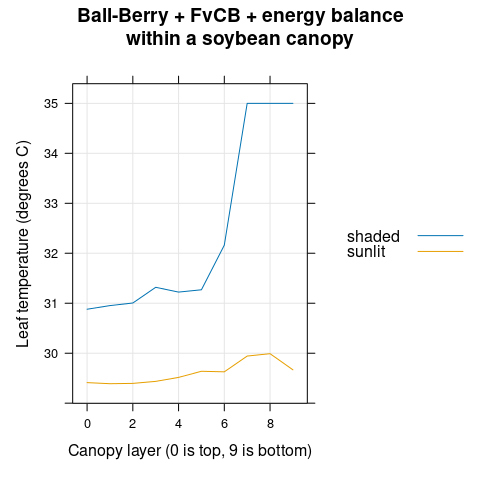 Ball-Berry + FvCB + energy balance
within a soybean canopy
35
34
33
32
31
30
Leaf temperature (degrees C)
0 2 4 6 8
Canopy layer (0 is top, 9 is bottom)
shaded
sunlit